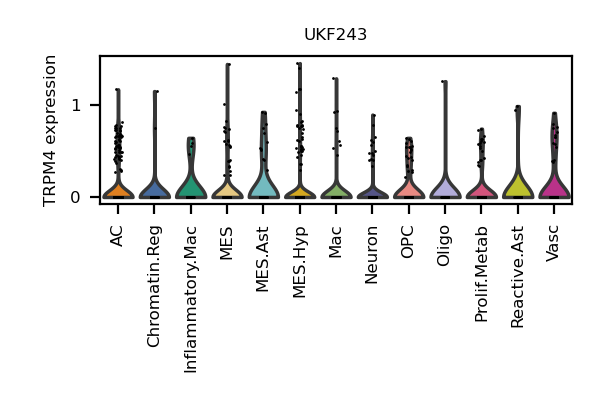 UKF243
TRPM4 expression
1
0
AC
Chromatin.Reg
Inflammatory.Mac
MES
MES.Ast
MES.Hyp
Mac
Neuron
OPC
Oligo
Prolif.Metab
Reactive.Ast
Vasc